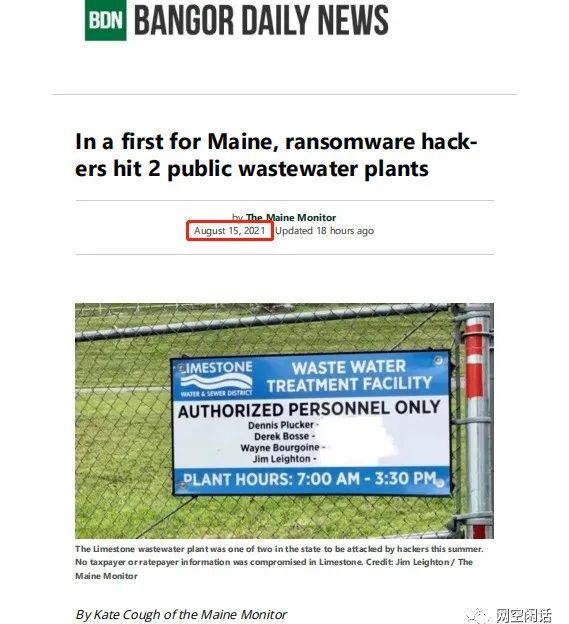 BDN BANGOR DAILY NEWS
In a first for Maine, ransomware hack-
ers hit 2 public wastewater plants
by The Maine Monitor
August 15, 2021 Updated 18 hours ago
LIMESTONE
WATER & SEWER DISTRICT
WASTE WATER
TREATMENT FACILITY
AUTHORIZED PERSONNEL ONLY
Dennis Plucker -
Derek Bosse -
Wayne Bourgoine -
Jim Leighton -
PLANT HOURS: 7:00 AM - 3:30 PM
The Limestone wastewater plant was one of two in the state to be attacked by hackers this summer.
No taxpayer or ratepayer information was compromised in Limestone. Credit: Jim Leighton / The
Maine Monitor
By Kate Cough of the Maine Monitor
网空闲话